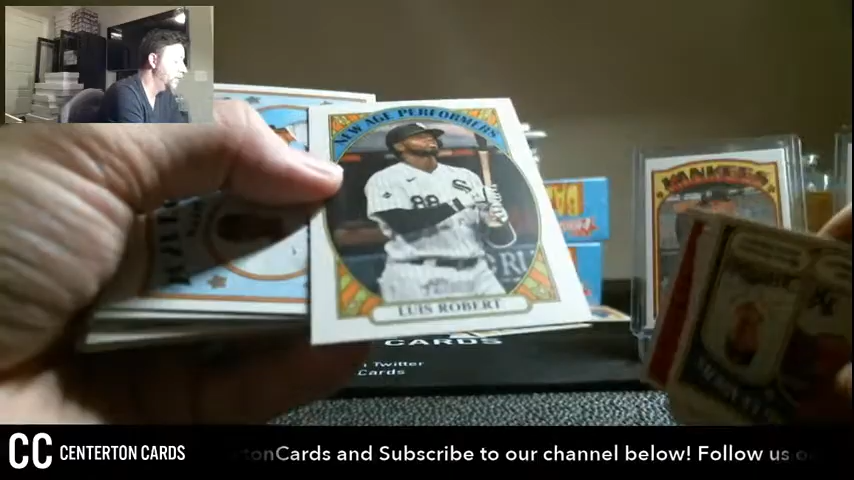 NEW AGE PERFORMERS
88
LUIS ROBERT
YANKEES
CARDS
n Twitter
Cards
CC CENTERTON CARDS
tonCards and Subscribe to our channel below! Follow us o